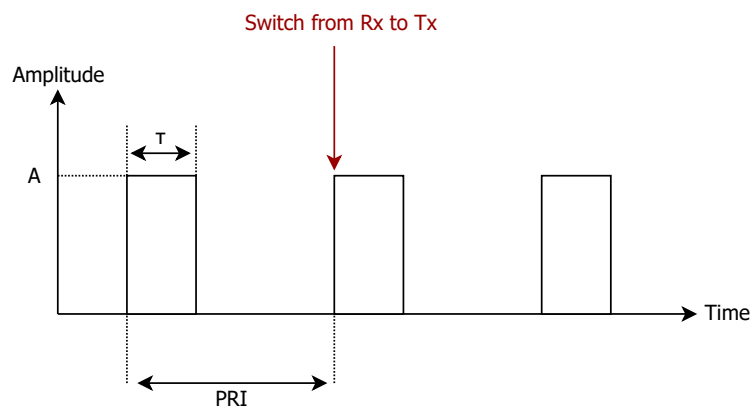 Switch from Rx to Tx
Amplitude
τ
A
Time
PRI